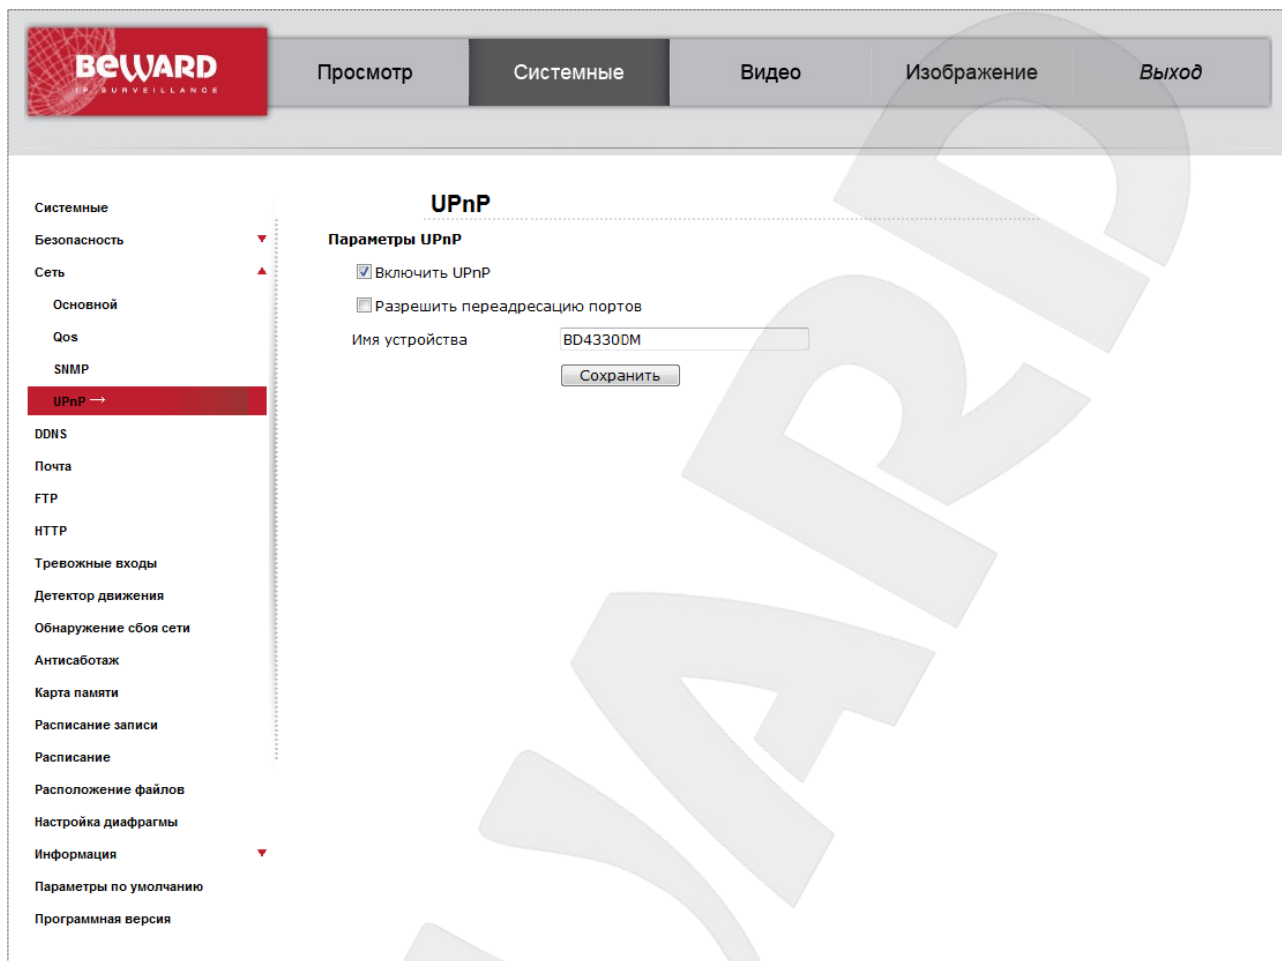 BEWARD
IP SURVEILLANCE
Просмотр Системные Видео Изображение Выход
Системные
Безопасность
Сеть
Основной
Qos
SNMP
UPnP →
DDNS
Почта
FTP
HTTP
Тревожные входы
Детектор движения
Обнаружение сбоя сети
Антисаботаж
Карта памяти
Расписание записи
Расписание
Расположение файлов
Настройка диафрагмы
Информация
Параметры по умолчанию
Программная версия
UPnP
Параметры UPnP
Включить UPnP
Разрешить переадресацию портов
Имя устройства BD4330DM
Сохранить
WARD